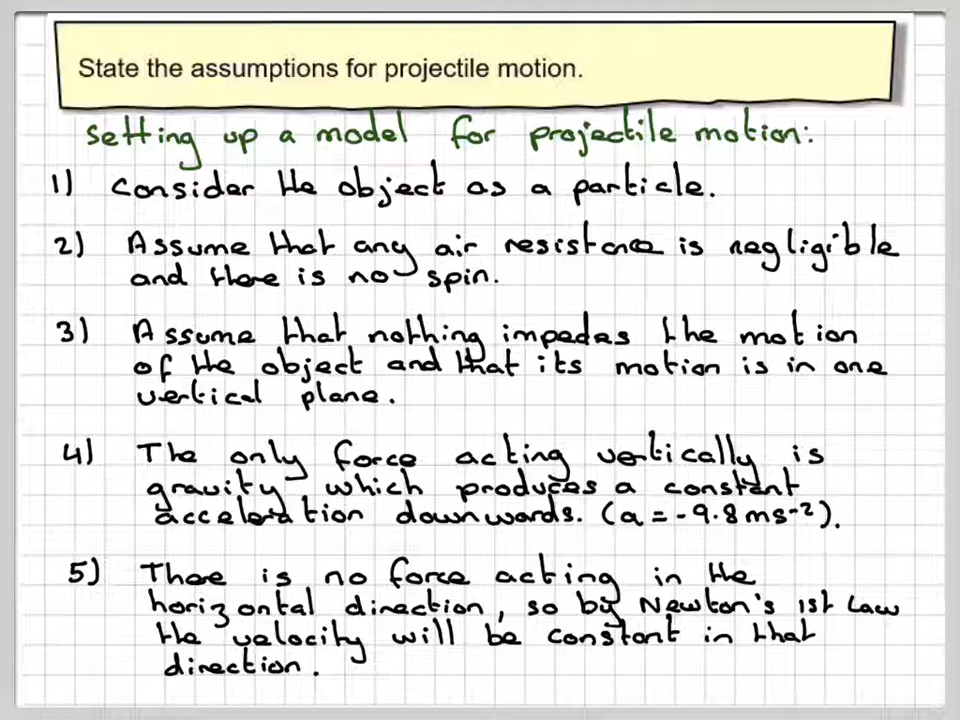 State the assumptions for projectile motion.
Setting up a model for projectile motion:
1) Consider the object as a particle.
2) Assume that any air resistance is negligible
and there is no spin.
3) Assume that nothing impedes the motion
of the object and that its motion is in one
vertical plane.
4) The only force acting vertically is
gravity which produces a constant
acceleration downwards. (a = -9.8ms⁻²).
5) There is no force acting in the
horizontal direction, so by Newton's 1st Law
the velocity will be constant in that
direction.